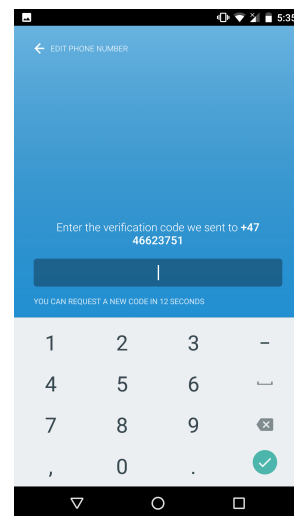 5:35
EDIT PHONE NUMBER
Enter the verification code we sent to +47
46623751
YOU CAN REQUEST A NEW CODE IN 12 SECONDS
1 2 3 –
4 5 6
7 8 9
, 0 .